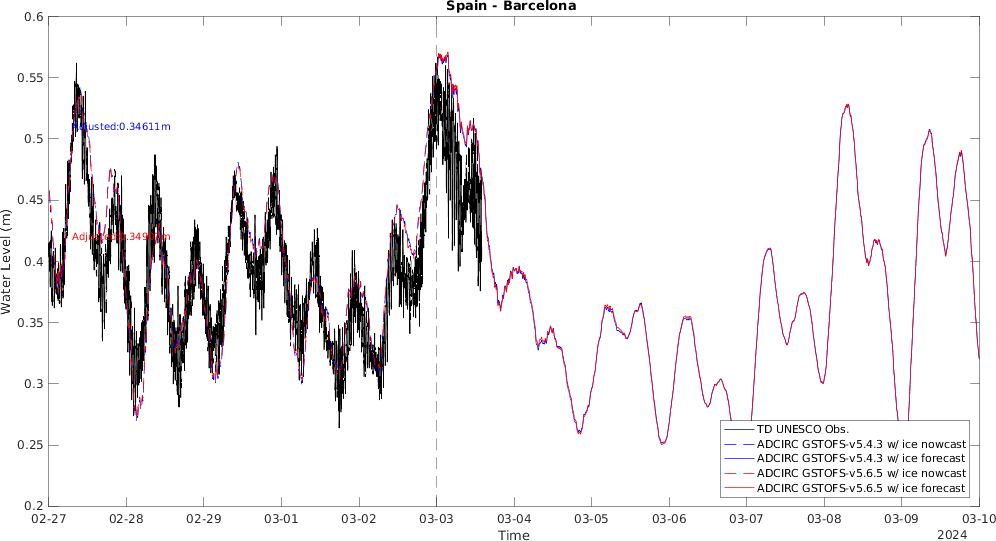 Spain - Barcelona
0.6
0.55
0.5
0.45
0.4
0.35
0.3
0.25
0.2
Water Level (m)
Adjusted:0.34611m
TD UNESCO Obs.
ADCIRC GSTOFS-v5.4.3 w/ ice nowcast
ADCIRC GSTOFS-v5.4.3 w/ ice forecast
ADCIRC GSTOFS-v5.6.5 w/ ice nowcast
ADCIRC GSTOFS-v5.6.5 w/ ice forecast
02-27 02-28 02-29 03-01 03-02 03-03 03-04 03-05 03-06 03-07 03-08 03-09 03-10
Time
2024